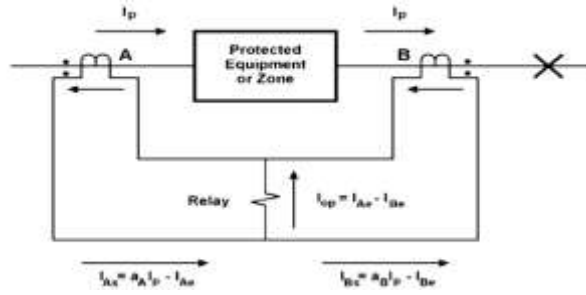 Ip
Ip
A
Protected
Equipment
or Zone
B
Relay
Iop = IAe - IBe
IAs = aAIP - IAe
IBs = aBIP - IBe